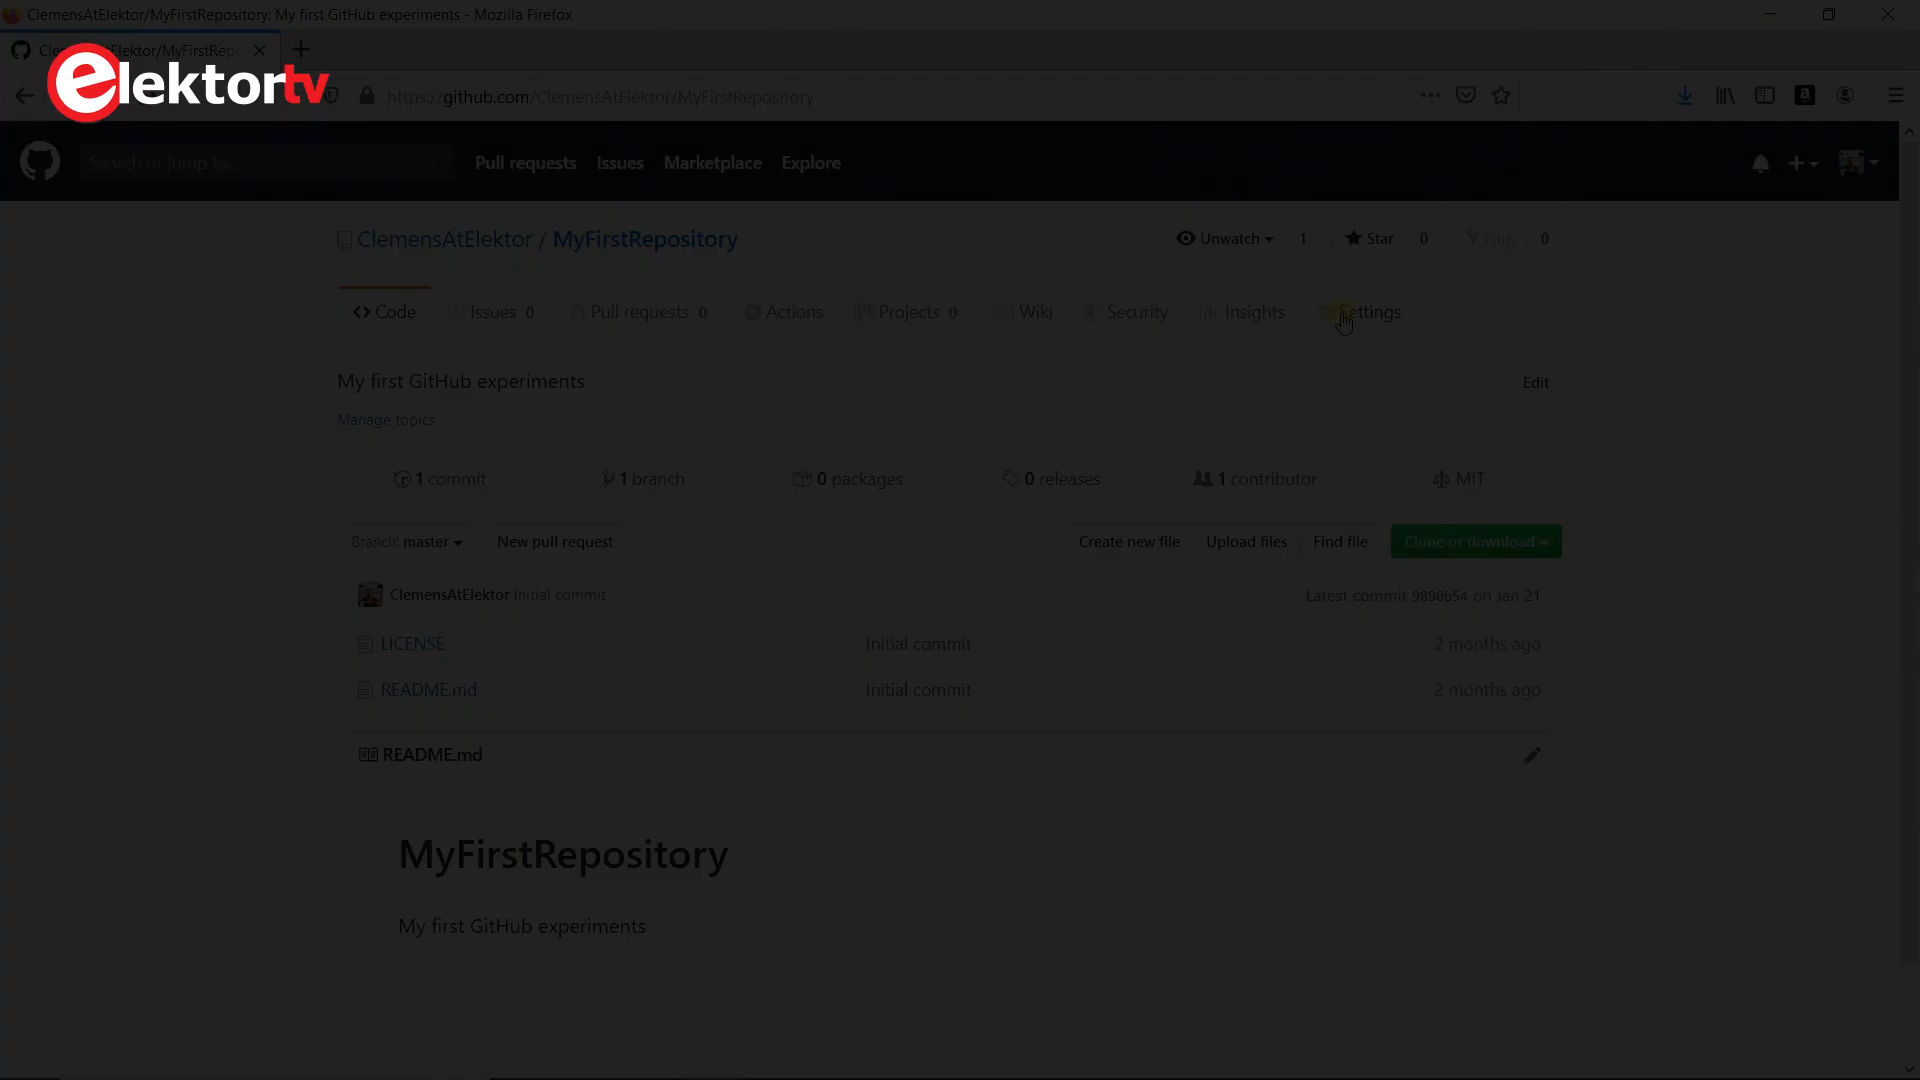 ClemensAtElektor/MyFirstRepository: My first GitHub experiments - Mozilla Firefox
elektortv
https://github.com/ClemensAtElektor/MyFirstRepository
Search or jump to...
Pull requests Issues Marketplace Explore
ClemensAtElektor / MyFirstRepository
Unwatch 1 Star 0 Fork 0
Code Issues 0 Pull requests 0 Actions Projects 0 Wiki Security Insights Settings
My first GitHub experiments Edit
Manage topics
1 commit 1 branch 0 packages 0 releases 1 contributor MIT
Branch: master New pull request Create new file Upload files Find file Clone or download
ClemensAtElektor Initial commit Latest commit 9890b54 on Jan 21
LICENSE Initial commit 2 months ago
README.md Initial commit 2 months ago
README.md
MyFirstRepository
My first GitHub experiments